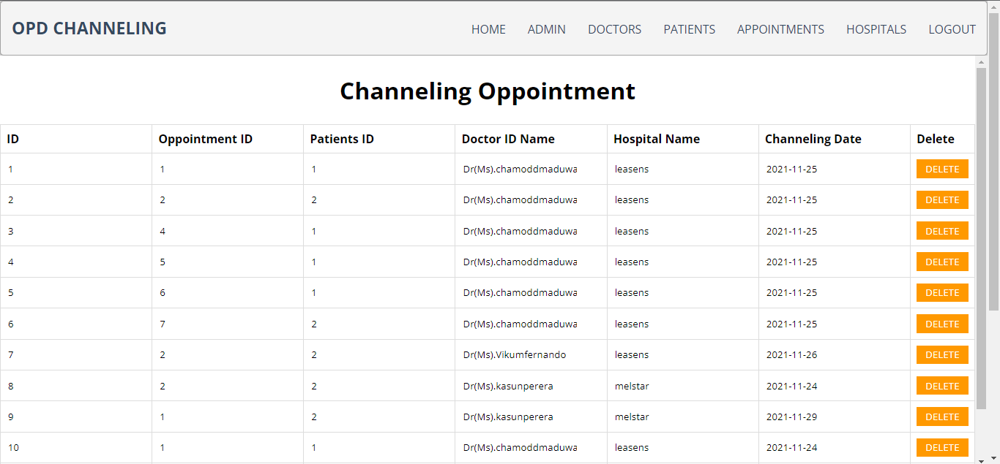 OPD CHANNELING HOME ADMIN DOCTORS PATIENTS APPOINTMENTS HOSPITALS LOGOUT
Channeling Oppointment
ID Oppointment ID Patients ID Doctor ID Name Hospital Name Channeling Date Delete
1 1 1 Dr(Ms).chamoddmaduwa leasens 2021-11-25 DELETE
2 2 2 Dr(Ms).chamoddmaduwa leasens 2021-11-25 DELETE
3 4 1 Dr(Ms).chamoddmaduwa leasens 2021-11-25 DELETE
4 5 1 Dr(Ms).chamoddmaduwa leasens 2021-11-25 DELETE
5 6 1 Dr(Ms).chamoddmaduwa leasens 2021-11-25 DELETE
6 7 2 Dr(Ms).chamoddmaduwa leasens 2021-11-25 DELETE
7 2 2 Dr(Ms).Vikumfernando leasens 2021-11-26 DELETE
8 2 2 Dr(Ms).kasunperera melstar 2021-11-24 DELETE
9 1 2 Dr(Ms).kasunperera melstar 2021-11-29 DELETE
10 1 1 Dr(Ms).chamoddmaduwa leasens 2021-11-24 DELETE